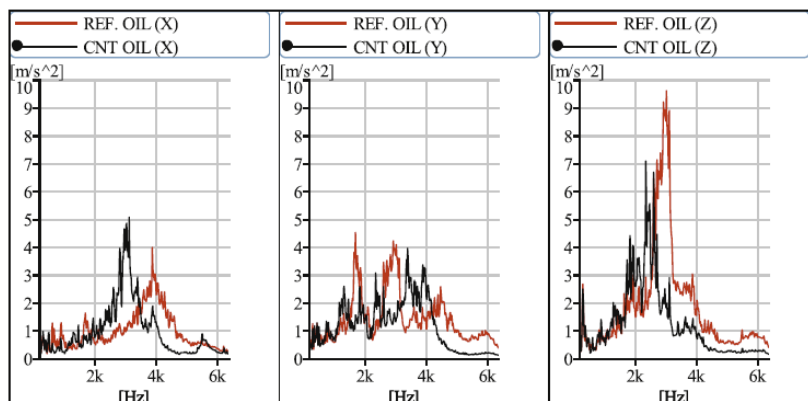 REF. OIL (X)
CNT OIL (X)
[m/s^2]
10
9
8
7
6
5
4
3
2
1
0
2k 4k 6k
[Hz]
REF. OIL (Y)
CNT OIL (Y)
[m/s^2]
10
9
8
7
6
5
4
3
2
1
0
2k 4k 6k
[Hz]
REF. OIL (Z)
CNT OIL (Z)
[m/s^2]
10
9
8
7
6
5
4
3
2
1
0
2k 4k 6k
[Hz]